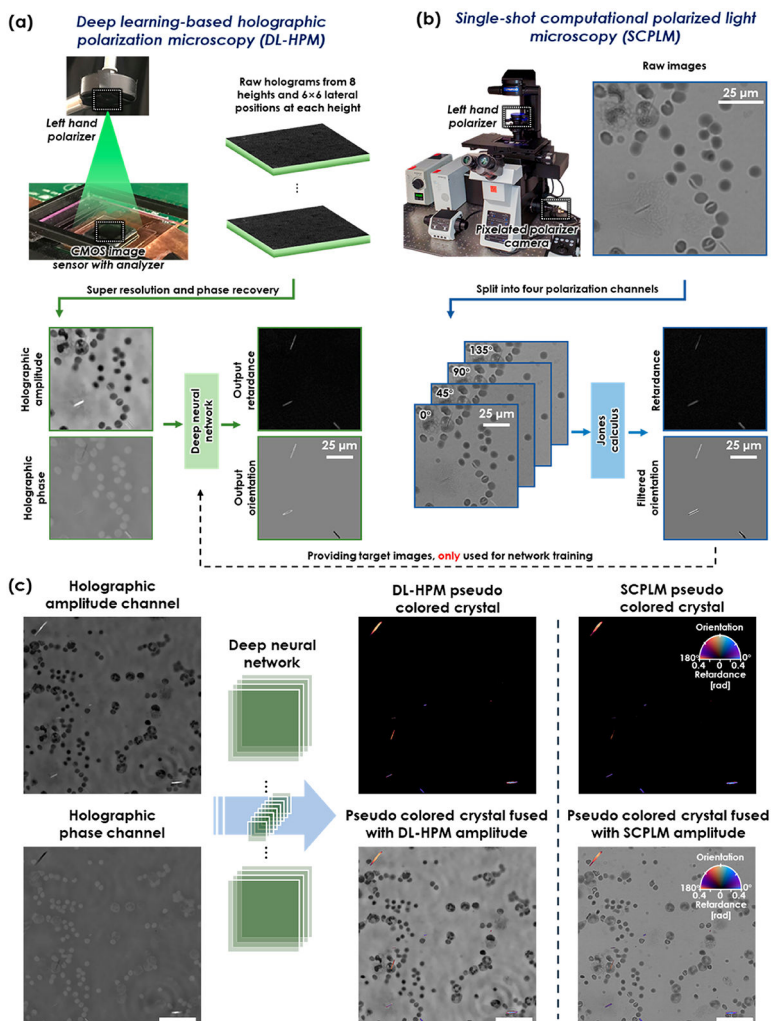 (a)
Deep learning-based holographic
polarization microscopy (DL-HPM)
Left hand
polarizer
CMOS image
sensor with analyzer
Raw holograms from 8
heights and 6×6 lateral
positions at each height
...
Super resolution and phase recovery
Holographic
amplitude
Holographic
phase
Deep neural
network
Output
retardance
Output
orientation
25 µm
(b)
Single-shot computational polarized light
microscopy (SCPLM)
Left hand
polarizer
Pixelated polarizer
camera
Raw images
25 µm
Split into four polarization channels
135°
90°
45°
0°
25 µm
Jones
calculus
Retardance
Filtered
orientation
25 µm
Providing target images, only used for network training
(c)
Holographic
amplitude channel
Holographic
phase channel
Deep neural
network
...
...
DL-HPM pseudo
colored crystal
SCPLM pseudo
colored crystal
Orientation
180°
0°
0.4 0 0.4
Retardance
[rad]
Pseudo colored crystal fused
with DL-HPM amplitude
Pseudo colored crystal fused
with SCPLM amplitude
Orientation
180°
0°
0.4 0 0.4
Retardance
[rad]